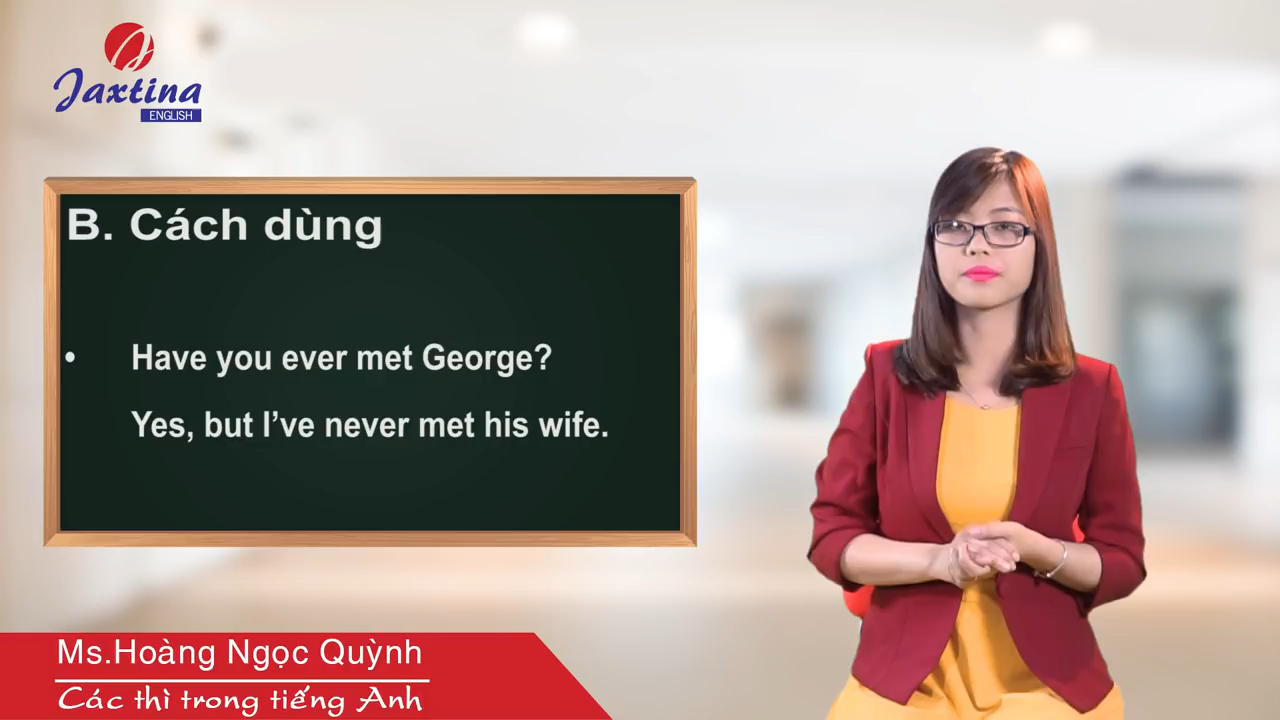 Jaxtina
ENGLISH
B. Cách dùng
• Have you ever met George?
Yes, but I’ve never met his wife.
Ms.Hoàng Ngọc Quỳnh
Các thì trong tiếng Anh